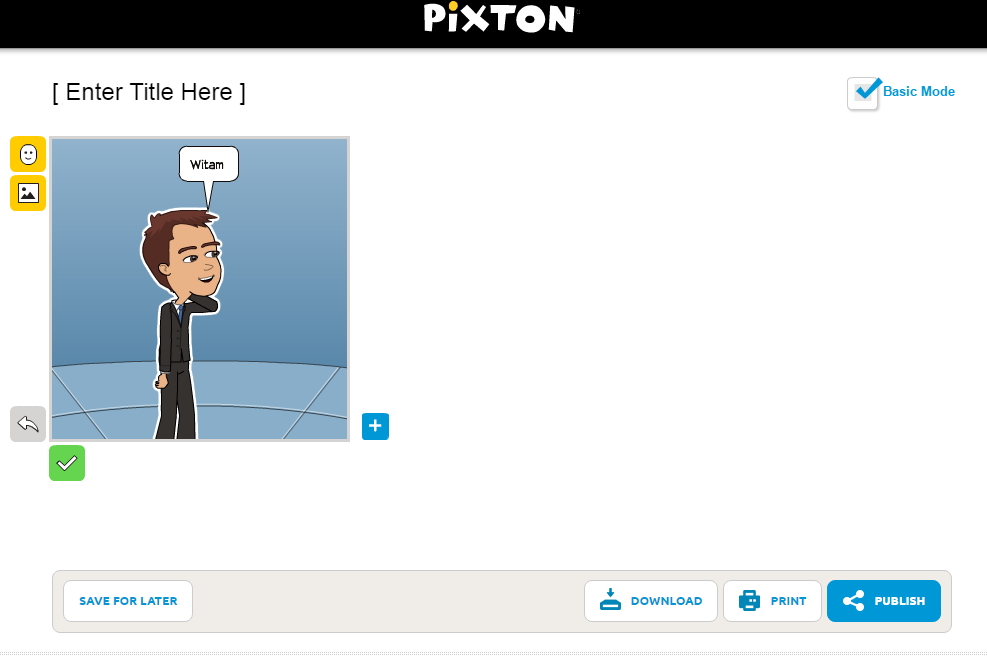 PiXTON
[ Enter Title Here ]
Basic Mode
Witam
SAVE FOR LATER
DOWNLOAD
PRINT
PUBLISH